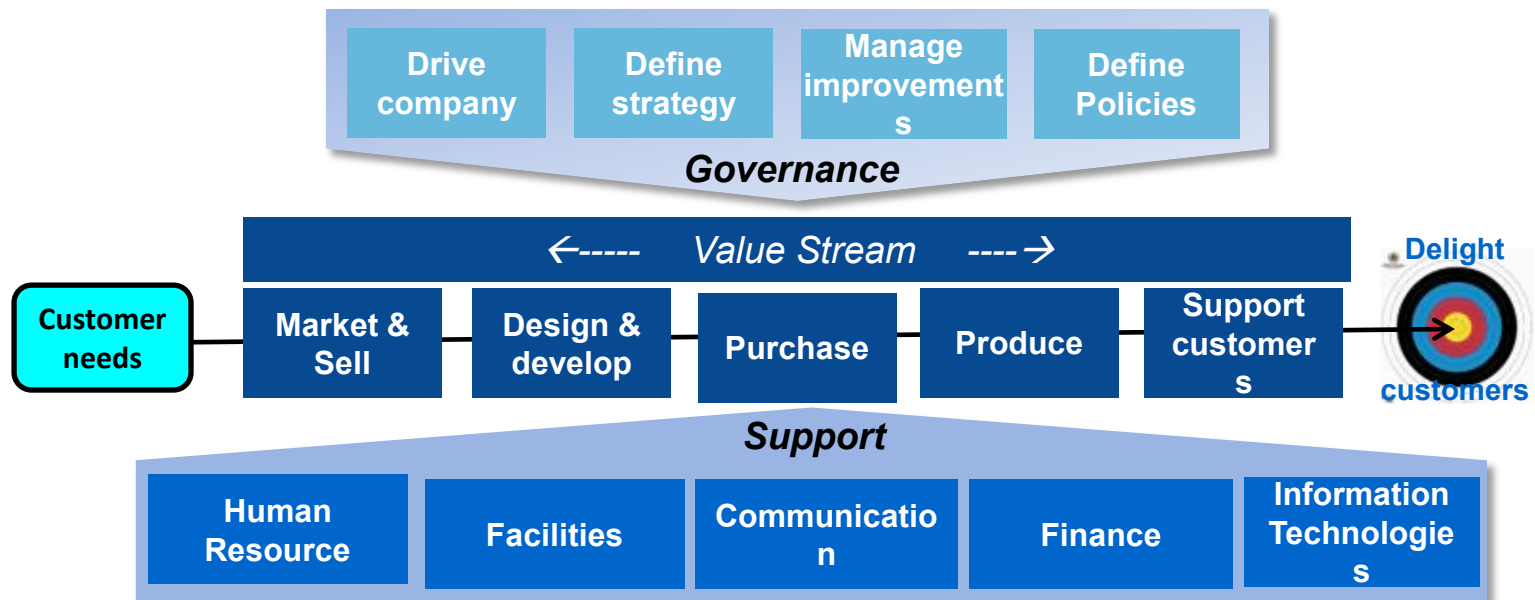 Drive
company
Define
strategy
Manage
improvement
s
Define
Policies
Governance
←----- Value Stream ----→
Customer
needs
Market &
Sell
Design &
develop
Purchase
Produce
Support
customer
s
Delight
customers
Support
Human
Resource
Facilities
Communicatio
n
Finance
Information
Technologie
s